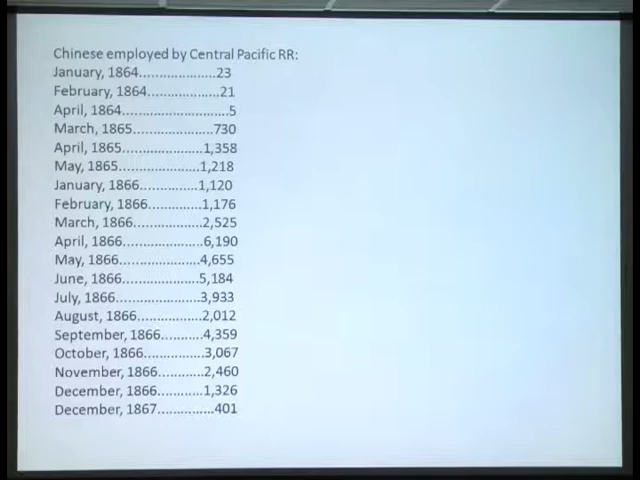 Chinese employed by Central Pacific RR:
January, 1864....................23
February, 1864...................21
April, 1864............................5
March, 1865.....................730
April, 1865.....................1,358
May, 1865.....................1,218
January, 1866...............1,120
February, 1866..............1,176
March, 1866..................2,525
April, 1866.....................6,190
May, 1866.....................4,655
June, 1866....................5,184
July, 1866......................3,933
August, 1866.................2,012
September, 1866...........4,359
October, 1866................3,067
November, 1866............2,460
December, 1866............1,326
December, 1867...............401